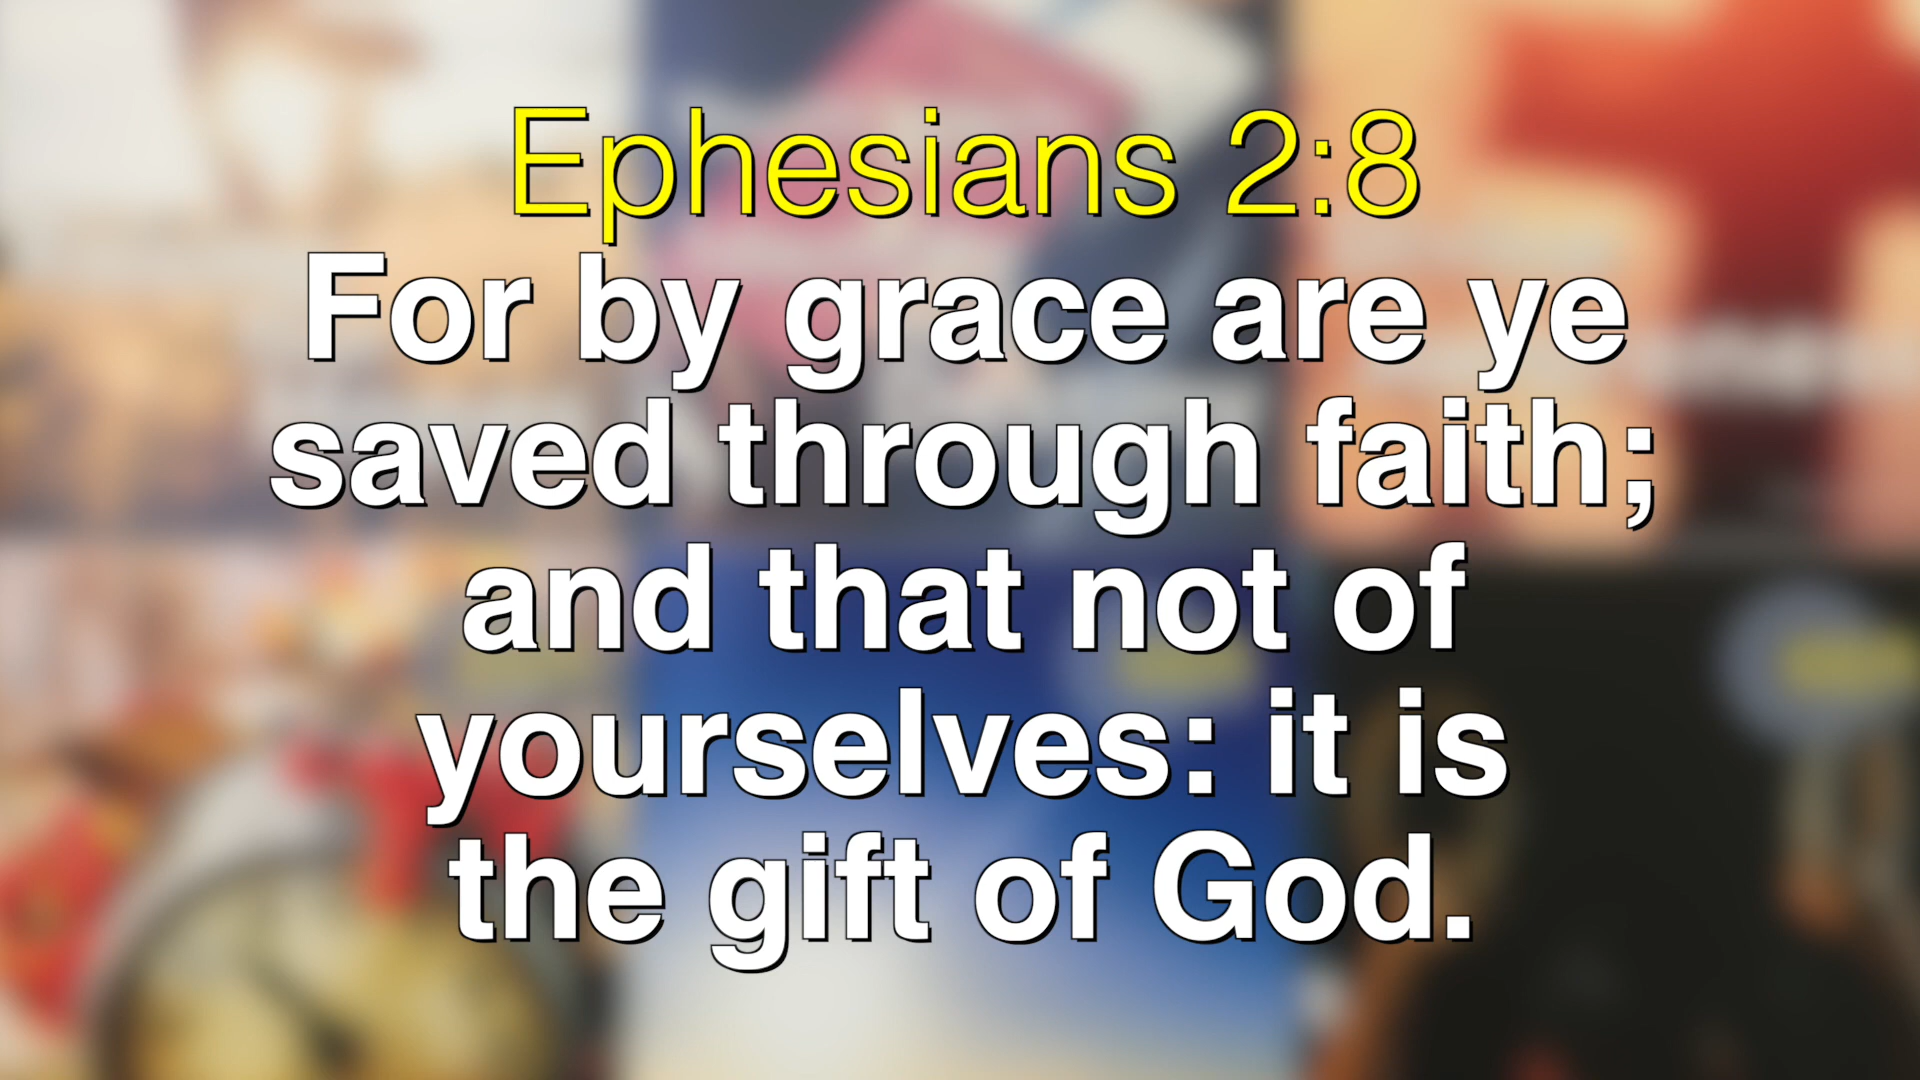 Ephesians 2:8
For by grace are ye
saved through faith;
and that not of
yourselves: it is
the gift of God.